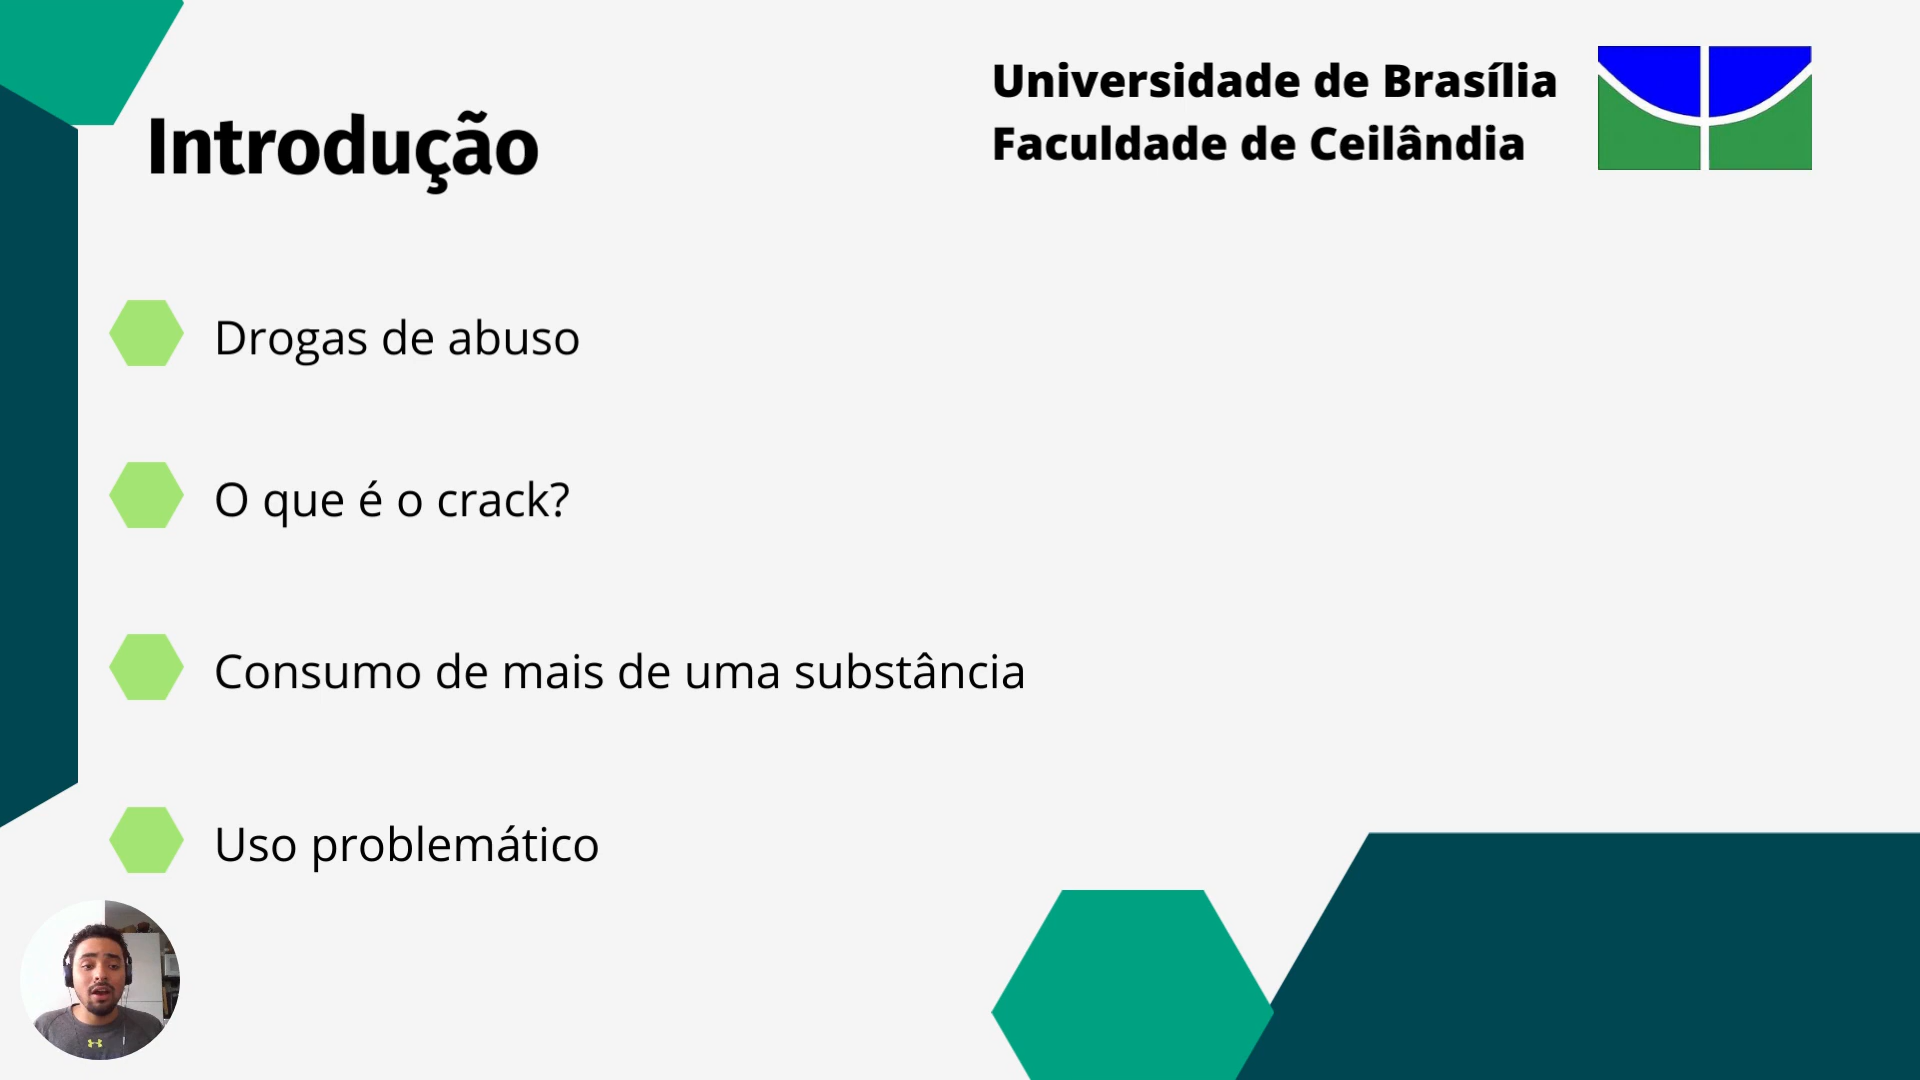 Universidade de Brasília
Faculdade de Ceilândia
Introdução
Drogas de abuso
O que é o crack?
Consumo de mais de uma substância
Uso problemático